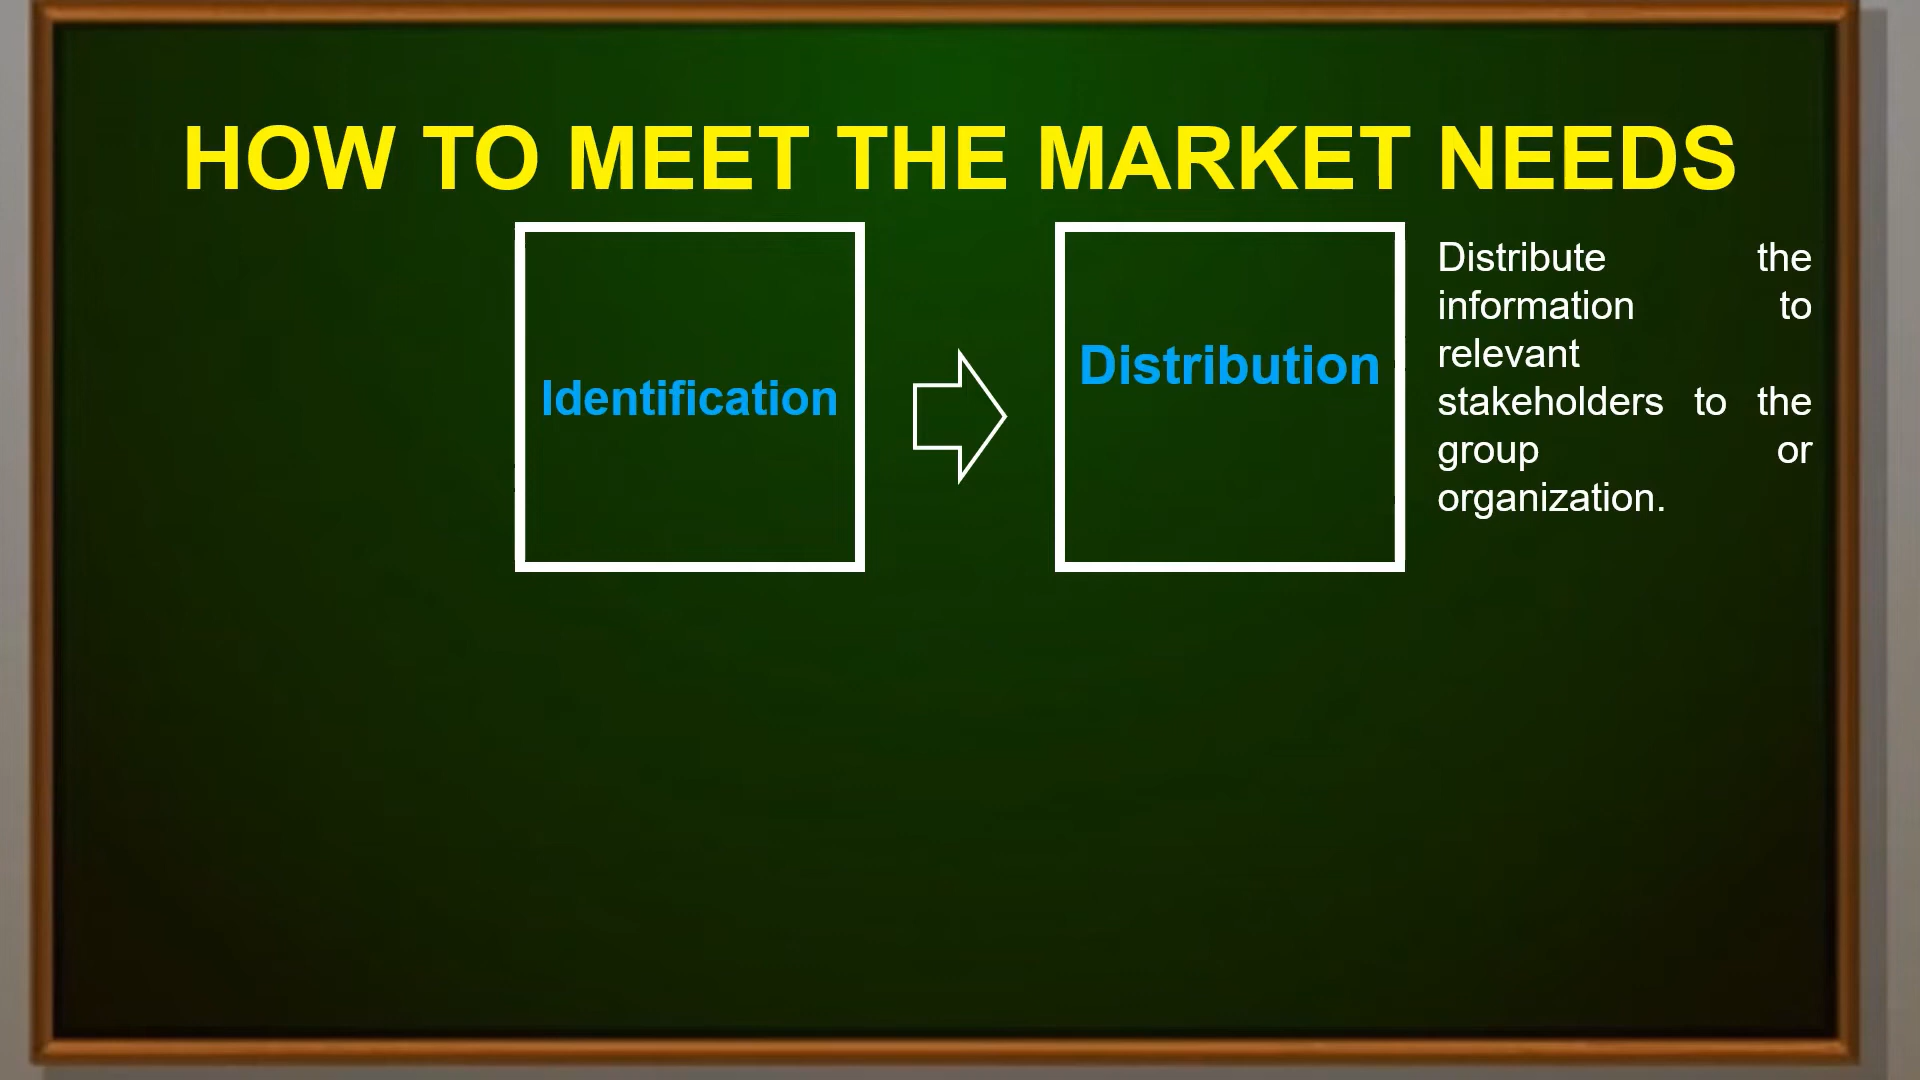 HOW TO MEET THE MARKET NEEDS
Identification
Distribution
Distribute the
information to
relevant
stakeholders to the
group or
organization.